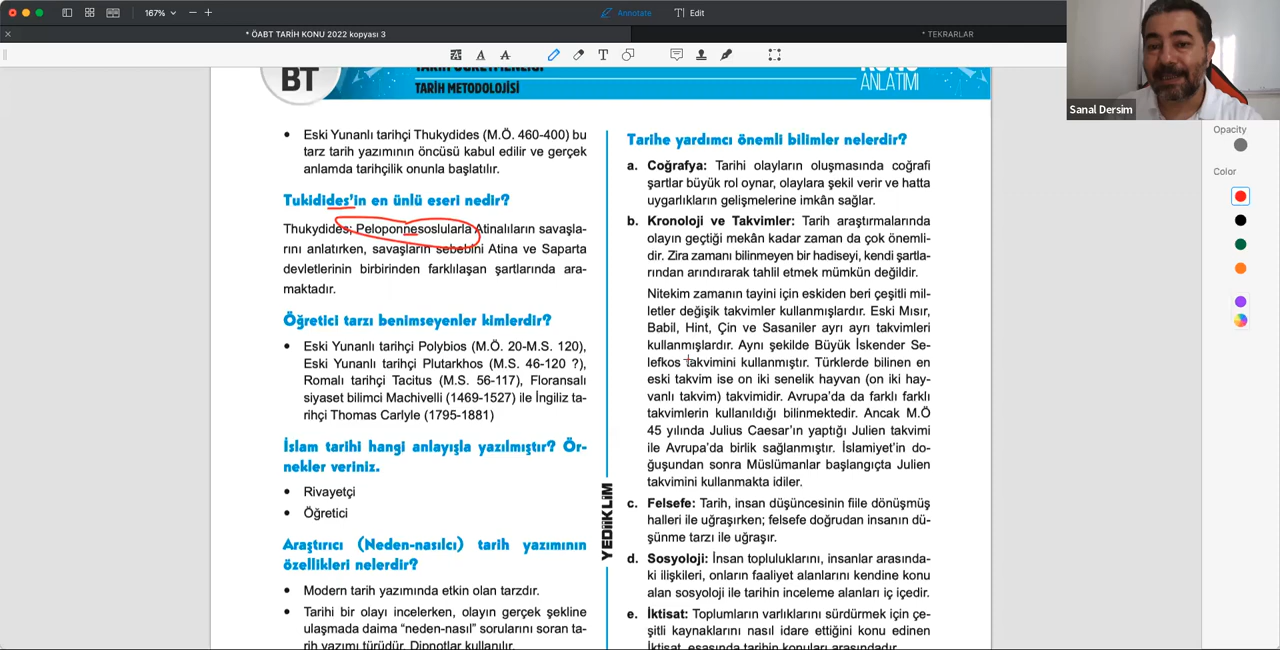 167%
Annotate
Edit
* ÖABT TARİH KONU 2022 kopyası 3
* TEKRARLAR
Sanal Dersim
Opacity
Color
BT
TARİH ÖĞRETMENLİĞİ
TARİH METODOLOJİSİ
KONU
ANLATIMI
• Eski Yunanlı tarihçi Thukydides (M.Ö. 460-400) bu
tarz tarih yazımının öncüsü kabul edilir ve gerçek
anlamda tarihçilik onunla başlatılır.
Tukidides'in en ünlü eseri nedir?
Thukydides; Peloponnesoslularla Atinalıların savaşla-
rını anlatırken, savaşların sebebini Atina ve Saparta
devletlerinin birbirinden farklılaşan şartlarında ara-
maktadır.
Öğretici tarzı benimseyenler kimlerdir?
• Eski Yunanlı tarihçi Polybios (M.Ö. 20-M.S. 120),
Eski Yunanlı tarihçi Plutarkhos (M.S. 46-120 ?),
Romalı tarihçi Tacitus (M.S. 56-117), Floransalı
siyaset bilimci Machivelli (1469-1527) ile İngiliz ta-
rihçi Thomas Carlyle (1795-1881)
İslam tarihi hangi anlayışla yazılmıştır? Ör-
nekler veriniz.
• Rivayetçi
• Öğretici
Araştırıcı (Neden-nasılcı) tarih yazımının
özellikleri nelerdir?
• Modern tarih yazımında etkin olan tarzdır.
• Tarihi bir olayı incelerken, olayın gerçek şekline
ulaşmada daima "neden-nasıl" sorularını soran ta-
rih yazımı türüdür. Dipnotlar kullanılır.
YEDİİKLİM
Tarihe yardımcı önemli bilimler nelerdir?
a. Coğrafya: Tarihi olayların oluşmasında coğrafi
şartlar büyük rol oynar, olaylara şekil verir ve hatta
uygarlıkların gelişmelerine imkân sağlar.
b. Kronoloji ve Takvimler: Tarih araştırmalarında
olayın geçtiği mekân kadar zaman da çok önemli-
dir. Zira zamanı bilinmeyen bir hadiseyi, kendi şartla-
rından arındırarak tahlil etmek mümkün değildir.
Nitekim zamanın tayini için eskiden beri çeşitli mil-
letler değişik takvimler kullanmışlardır. Eski Mısır,
Babil, Hint, Çin ve Sasaniler ayrı ayrı takvimleri
kullanmışlardır. Aynı şekilde Büyük İskender Se-
lefkos takvimini kullanmıştır. Türklerde bilinen en
eski takvim ise on iki senelik hayvan (on iki hay-
vanlı takvim) takvimidir. Avrupa'da da farklı farklı
takvimlerin kullanıldığı bilinmektedir. Ancak M.Ö
45 yılında Julius Caesar'ın yaptığı Julien takvimi
ile Avrupa'da birlik sağlanmıştır. İslamiyet'in do-
ğuşundan sonra Müslümanlar başlangıçta Julien
takvimini kullanmakta idiler.
c. Felsefe: Tarih, insan düşüncesinin fiile dönüşmüş
halleri ile uğraşırken; felsefe doğrudan insanın dü-
şünme tarzı ile uğraşır.
d. Sosyoloji: İnsan topluluklarını, insanlar arasında-
ki ilişkileri, onların faaliyet alanlarını kendine konu
alan sosyoloji ile tarihin inceleme alanları iç içedir.
e. İktisat: Toplumların varlıklarını sürdürmek için çe-
şitli kaynaklarını nasıl idare ettiğini konu edinen
İktisat, esasında tarihin konuları arasındadır.